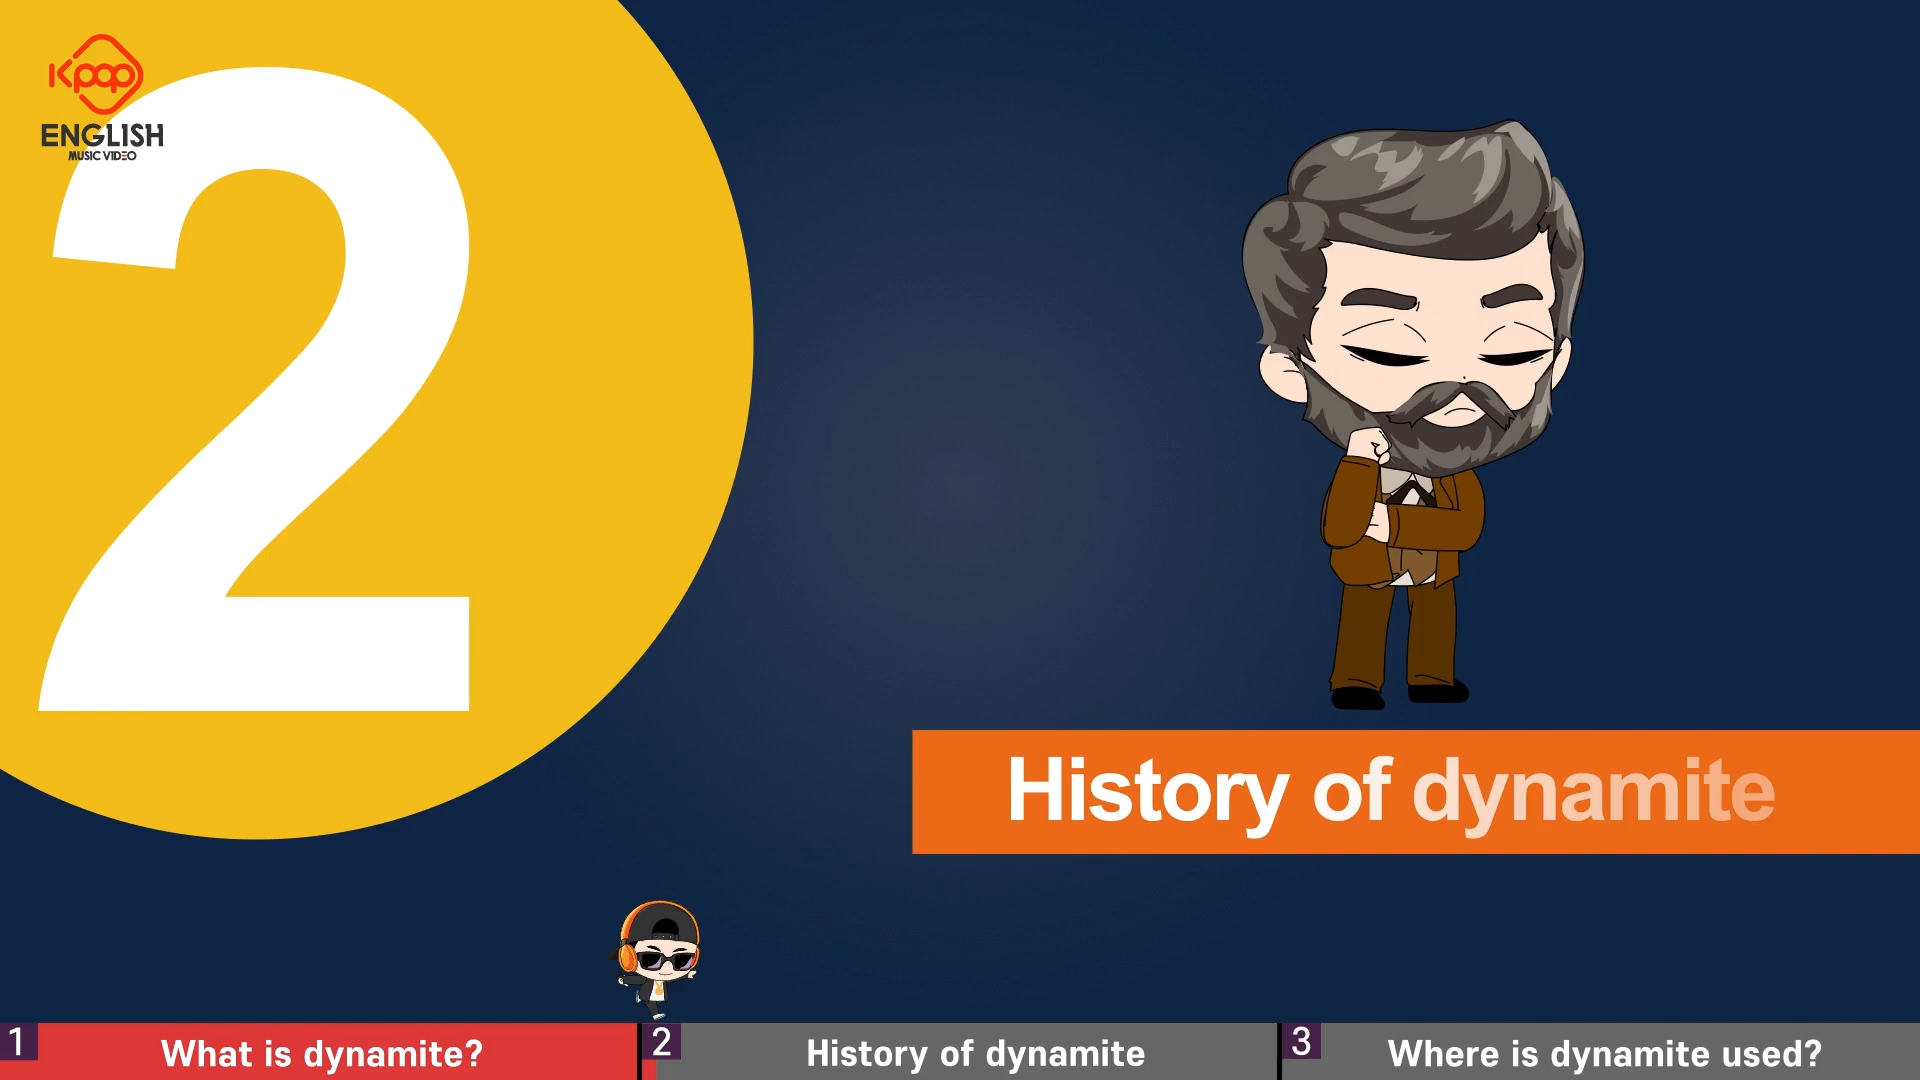 Kpop
ENGLISH
MUSIC VIDEO
2
History of dynamite
1 What is dynamite?
2 History of dynamite
3 Where is dynamite used?